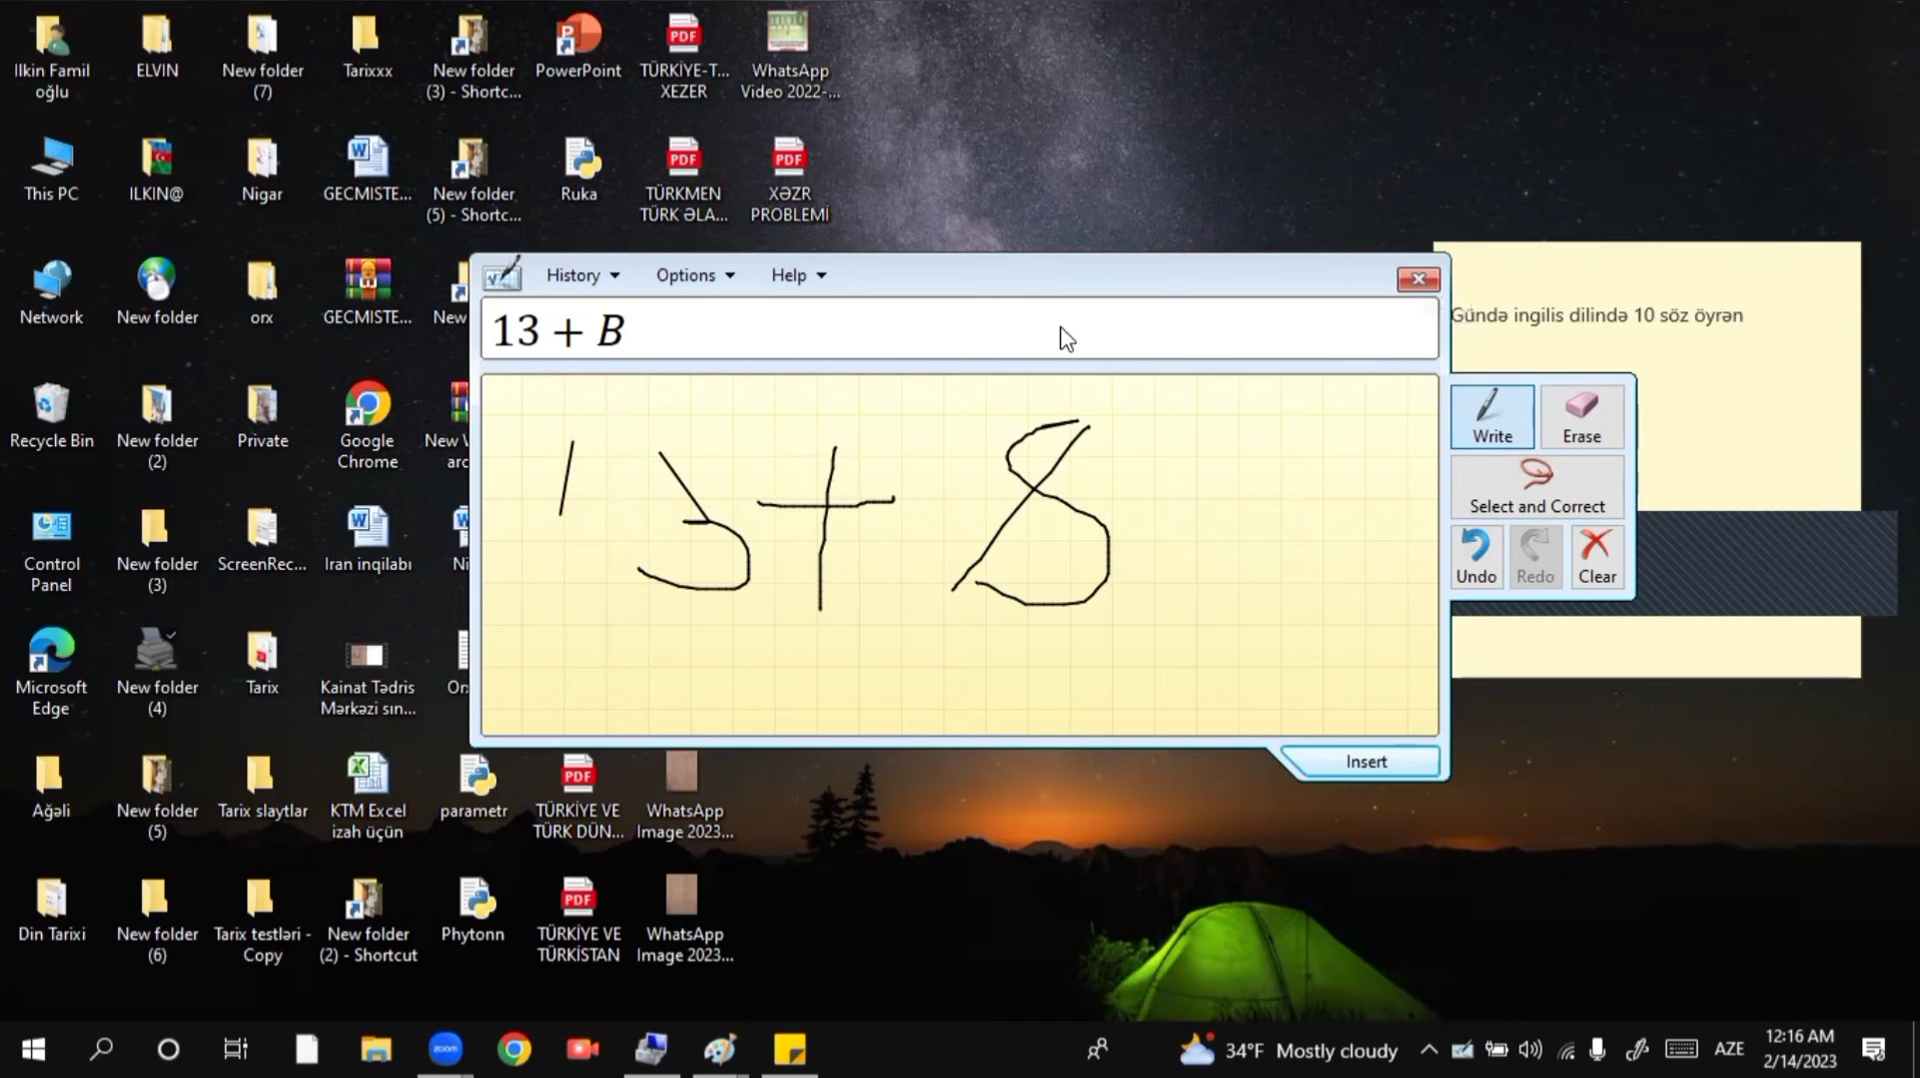 Ilkin Famil oğlu
ELVIN
New folder (7)
Tarixxx
New folder (3) - Shortc...
PowerPoint
TÜRKİYE-T... XEZER
WhatsApp Video 2022-...
This PC
ILKIN@
Nigar
GECMISTE...
New folder (5) - Shortc...
Ruka
TÜRKMEN TÜRK ƏLA...
XƏZR PROBLEMİ
Network
New folder
orx
GECMISTE...
New
History
Options
Help
13 + B
13+8
Gündə ingilis dilində 10 söz öyrən
Write
Erase
Select and Correct
Undo
Redo
Clear
Insert
Recycle Bin
New folder (2)
Private
Google Chrome
Control Panel
New folder (3)
ScreenRec...
Iran inqilabı
Ni
Microsoft Edge
New folder (4)
Tarix
Kainat Tədris Mərkəzi sın...
Ağəli
New folder (5)
Tarix slaytlar
KTM Excel izah üçün
parametr
TÜRKİYE VE TÜRK DÜN...
WhatsApp Image 2023...
Din Tarixi
New folder (6)
Tarix testləri - Copy
New folder (2) - Shortcut
Phytonn
TÜRKİYE VE TÜRKİSTAN
WhatsApp Image 2023...
zoom
34°F Mostly cloudy
AZE
12:16 AM
2/14/2023